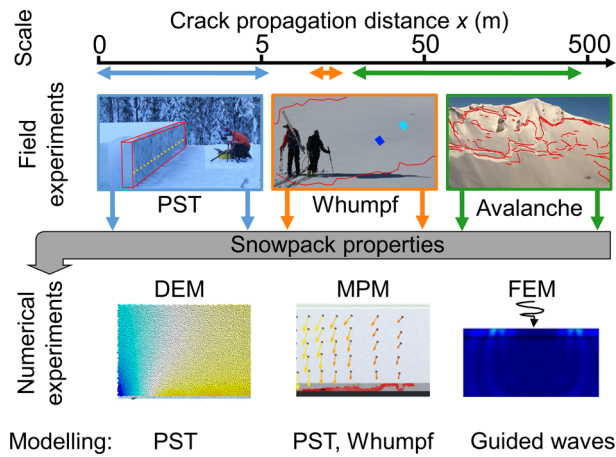 Crack propagation distance x (m)
Scale
0 5 50 500
Field
experiments
PST Whumpf Avalanche
Snowpack properties
Numerical
experiments
DEM MPM FEM
Modelling: PST PST, Whumpf Guided waves